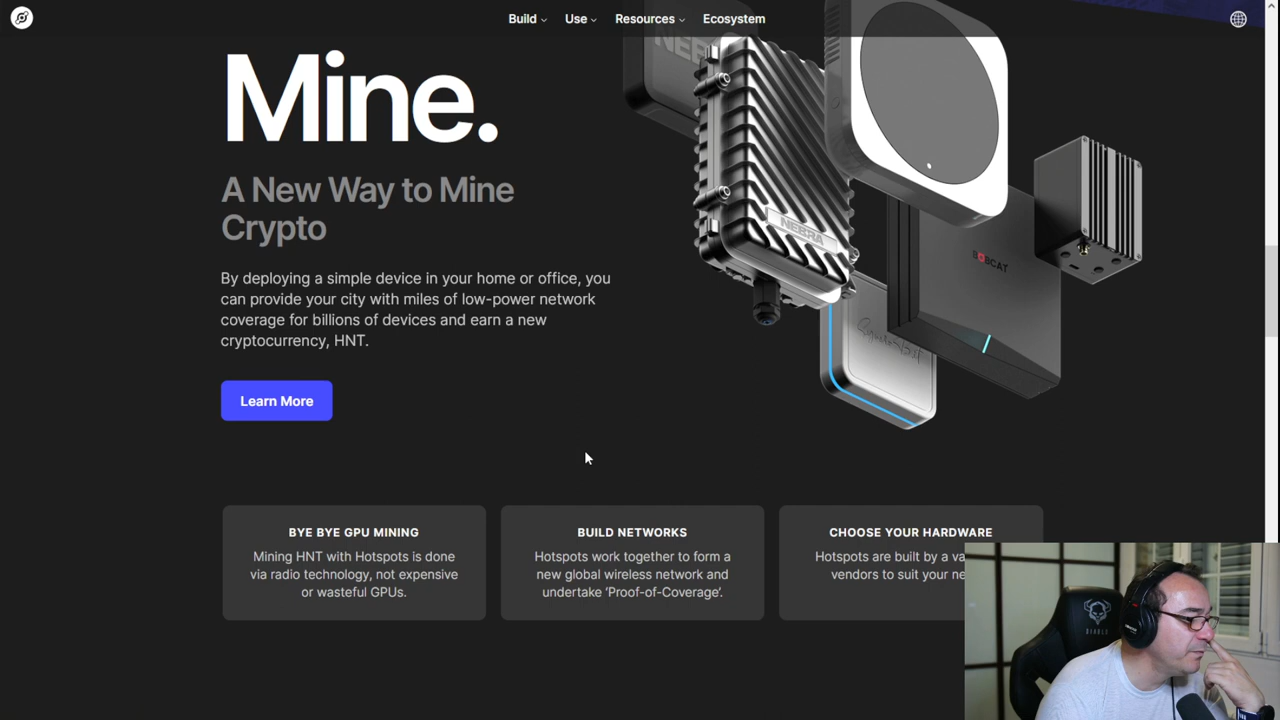 Build
Use
Resources
Ecosystem
Mine.
A New Way to Mine
Crypto
By deploying a simple device in your home or office, you
can provide your city with miles of low-power network
coverage for billions of devices and earn a new
cryptocurrency, HNT.
Learn More
NEBRA
BOBCAT
BYE BYE GPU MINING
Mining HNT with Hotspots is done
via radio technology, not expensive
or wasteful GPUs.
BUILD NETWORKS
Hotspots work together to form a
new global wireless network and
undertake ‘Proof-of-Coverage’.
CHOOSE YOUR HARDWARE
Hotspots are built by a va
vendors to suit your ne
DIABLO